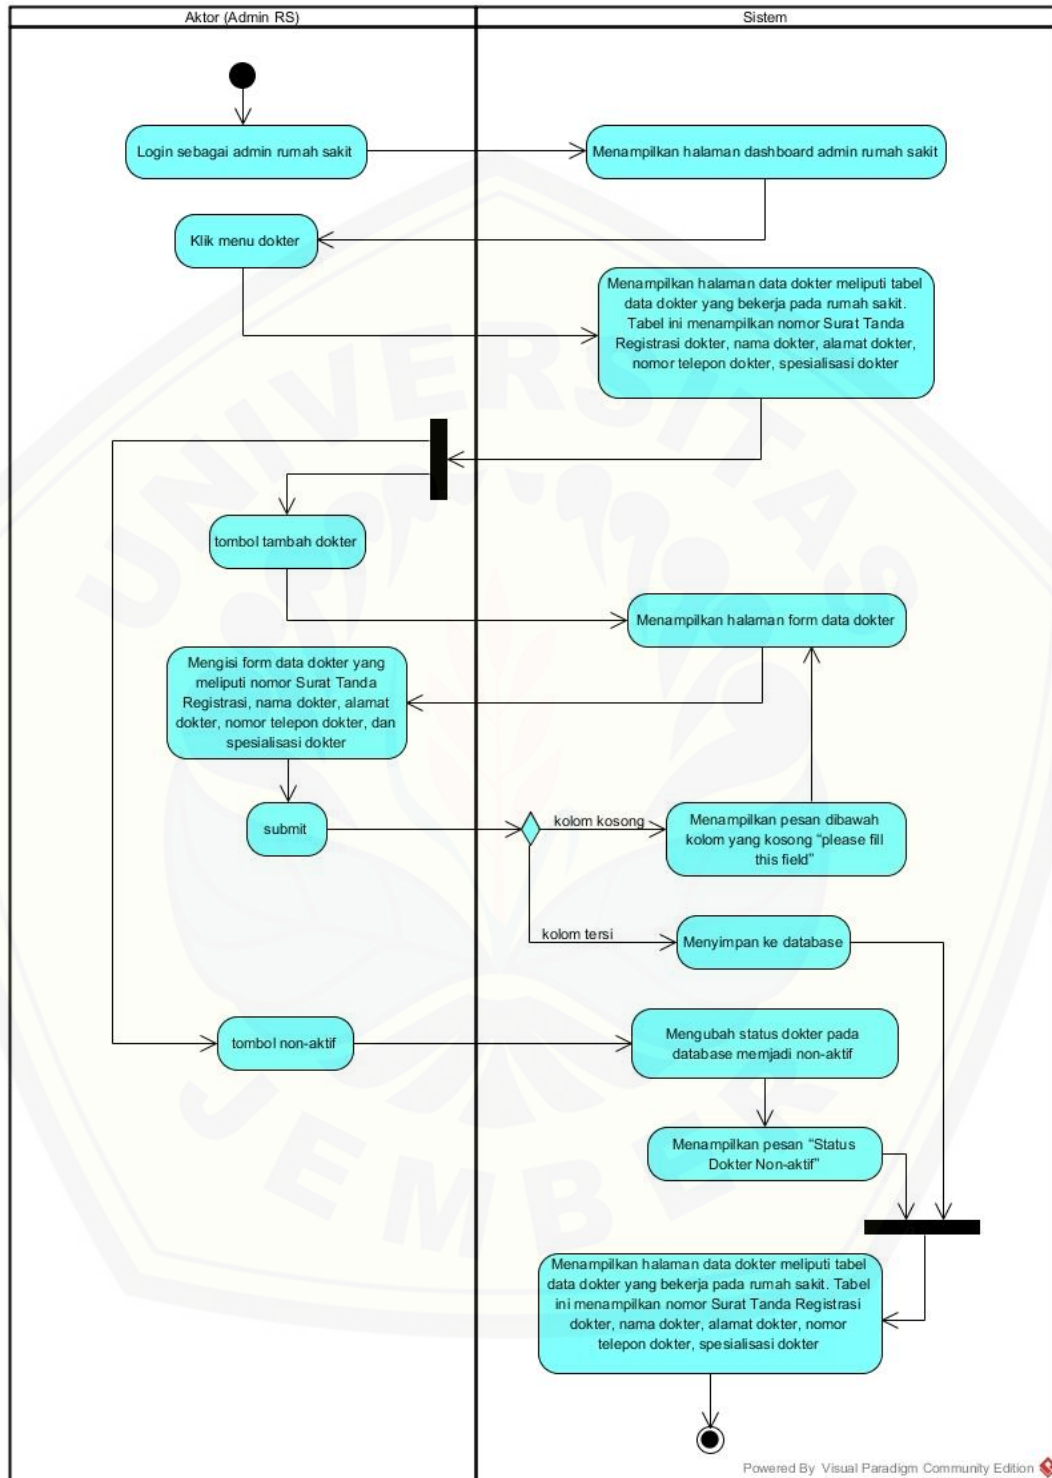 Aktor (Admin RS)
Sistem
Login sebagai admin rumah sakit
Menampilkan halaman dashboard admin rumah sakit
Klik menu dokter
Menampilkan halaman data dokter meliputi tabel
data dokter yang bekerja pada rumah sakit.
Tabel ini menampilkan nomor Surat Tanda
Registrasi dokter, nama dokter, alamat dokter,
nomor telepon dokter, spesialisasi dokter
tombol tambah dokter
Menampilkan halaman form data dokter
Mengisi form data dokter yang
meliputi nomor Surat Tanda
Registrasi, nama dokter, alamat
dokter, nomor telepon dokter, dan
spesialisasi dokter
submit
kolom kosong
Menampilkan pesan dibawah
kolom yang kosong “please fill
this field”
kolom tersi
Menyimpan ke database
tombol non-aktif
Mengubah status dokter pada
database memjadi non-aktif
Menampilkan pesan “Status
Dokter Non-aktif”
Menampilkan halaman data dokter meliputi tabel
data dokter yang bekerja pada rumah sakit. Tabel
ini menampilkan nomor Surat Tanda Registrasi
dokter, nama dokter, alamat dokter, nomor
telepon dokter, spesialisasi dokter
UNIVERSITAS
JEMBER
Powered By Visual Paradigm Community Edition